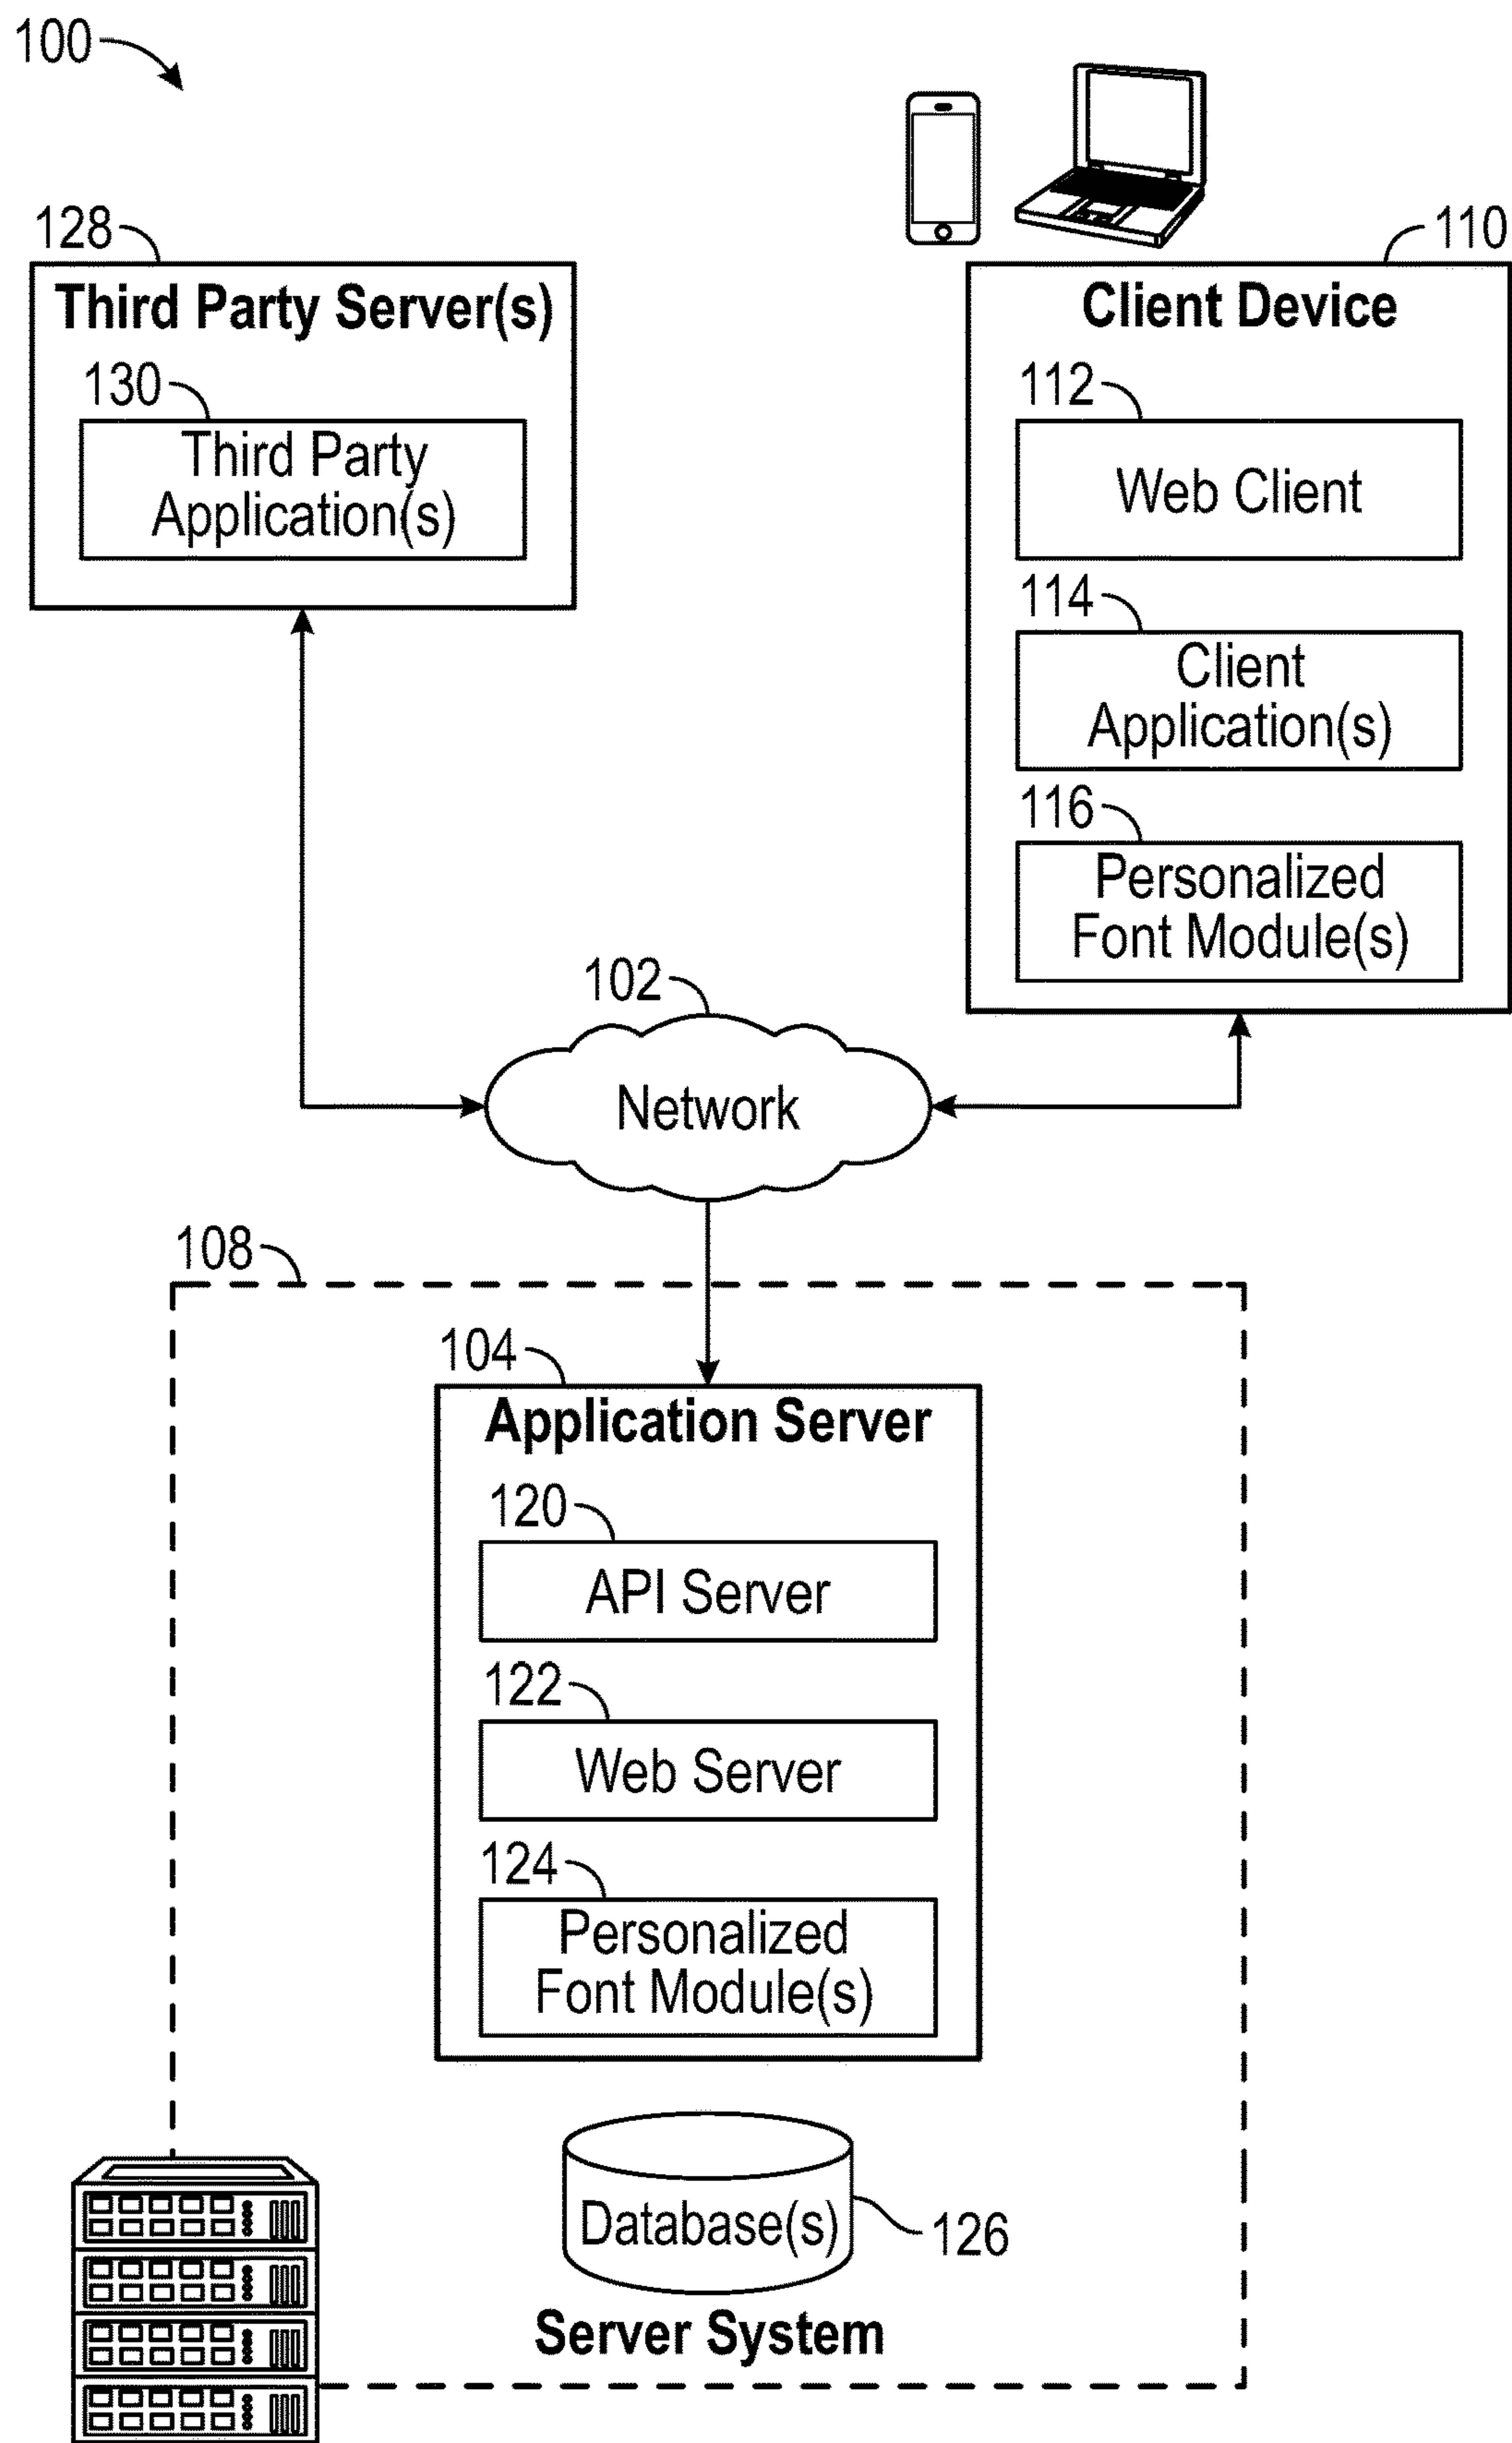 100
128
Third Party Server(s)
130
Third Party
Application(s)
110
Client Device
112
Web Client
114
Client
Application(s)
116
Personalized
Font Module(s)
102
Network
108
104
Application Server
120
API Server
122
Web Server
124
Personalized
Font Module(s)
Database(s)
126
Server System